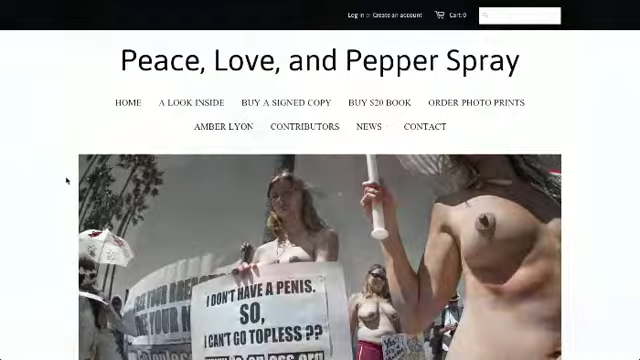 Log in or Create an account Cart: 0
Peace, Love, and Pepper Spray
HOME A LOOK INSIDE BUY A SIGNED COPY BUY $20 BOOK ORDER PHOTO PRINTS
AMBER LYON CONTRIBUTORS NEWS CONTACT
I DON'T HAVE A PENIS.
SO,
I CAN'T GO TOPLESS ??